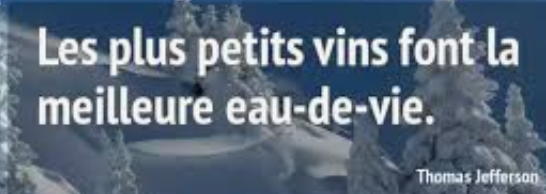 Les plus petits vins font la
meilleure eau-de-vie.
Thomas Jefferson